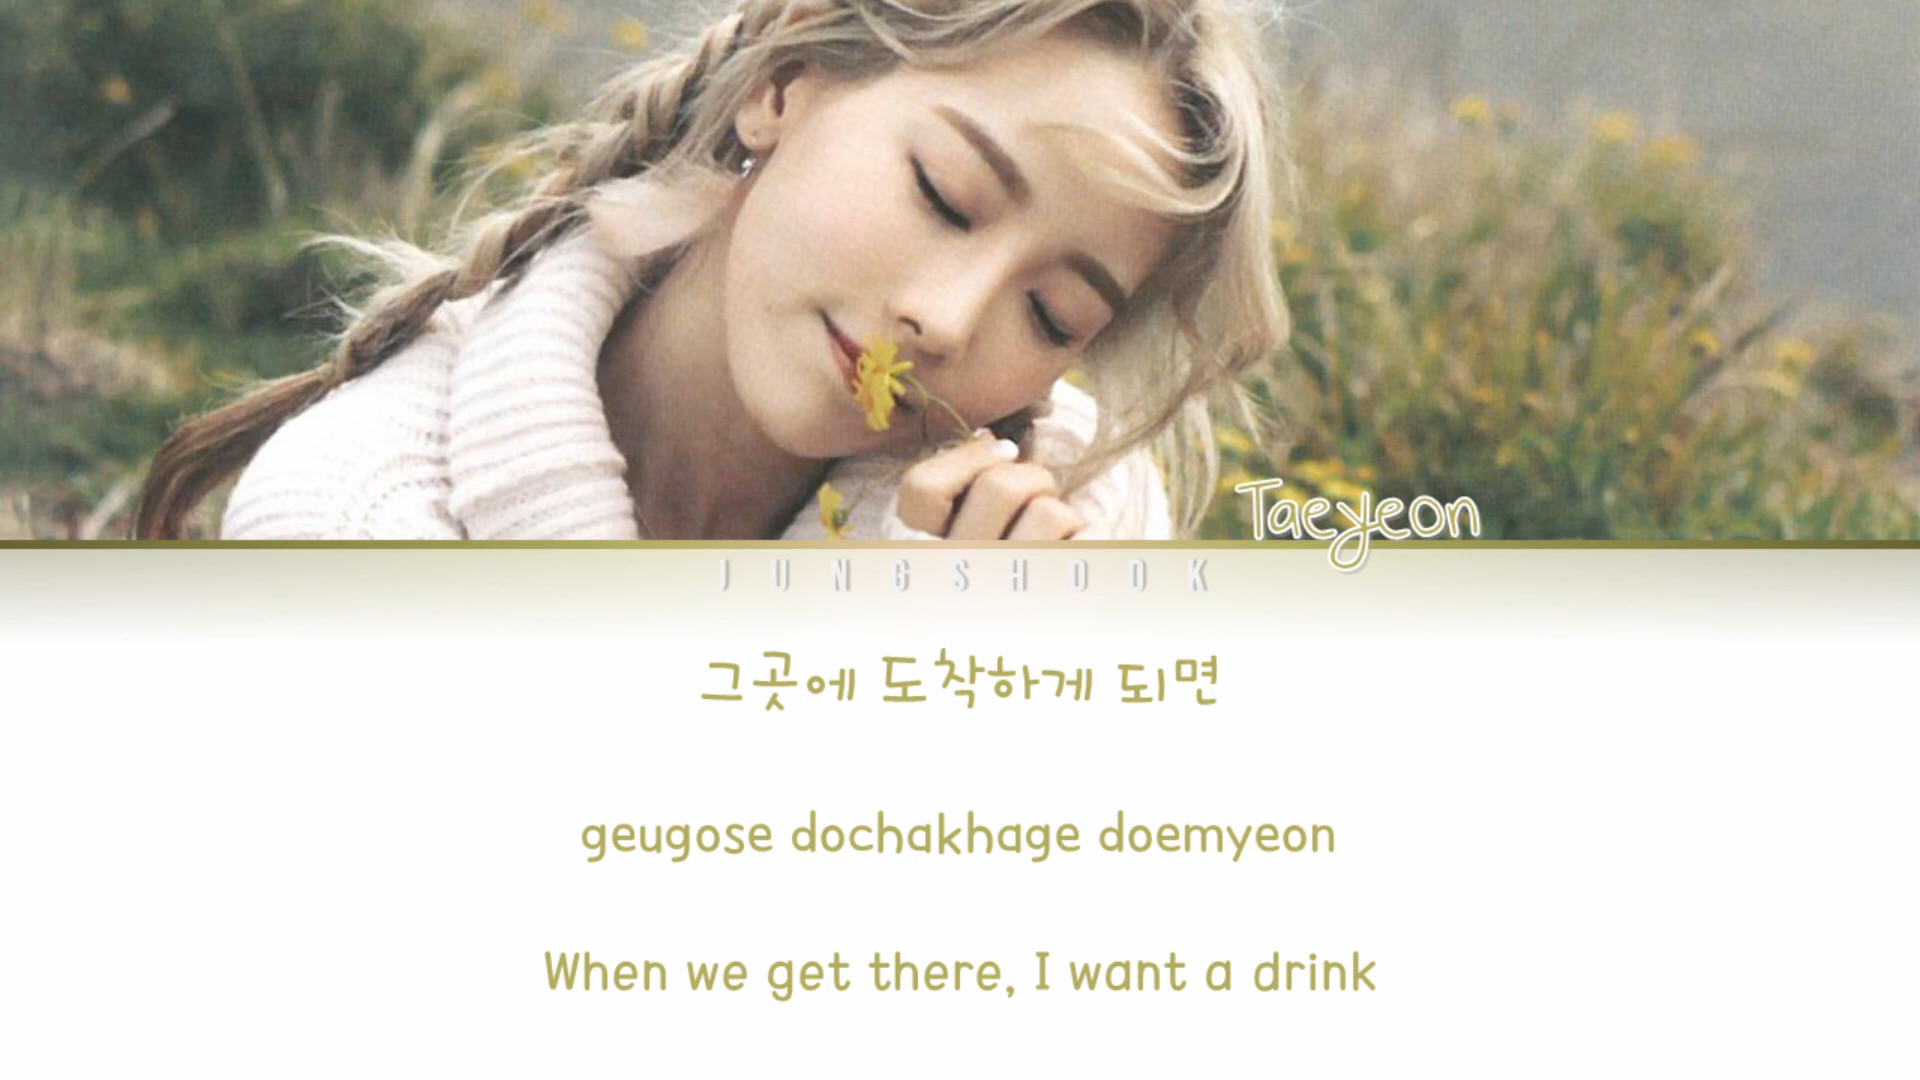 Taeyeon
JUNGSHOOK
그곳에 도착하게 되면
geugose dochakhage doemyeon
When we get there, I want a drink